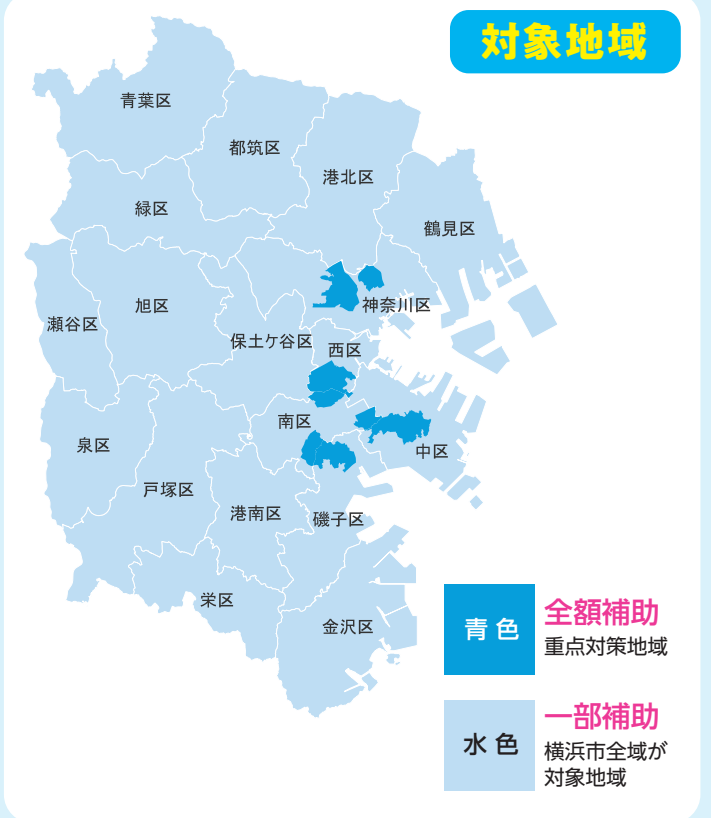 対象地域
青葉区
都筑区
港北区
緑区
鶴見区
神奈川区
旭区
瀬谷区
保土ケ谷区
西区
南区
泉区
中区
戸塚区
港南区
磯子区
栄区
金沢区
青色
全額補助
重点対策地域
水色
一部補助
横浜市全域が
対象地域